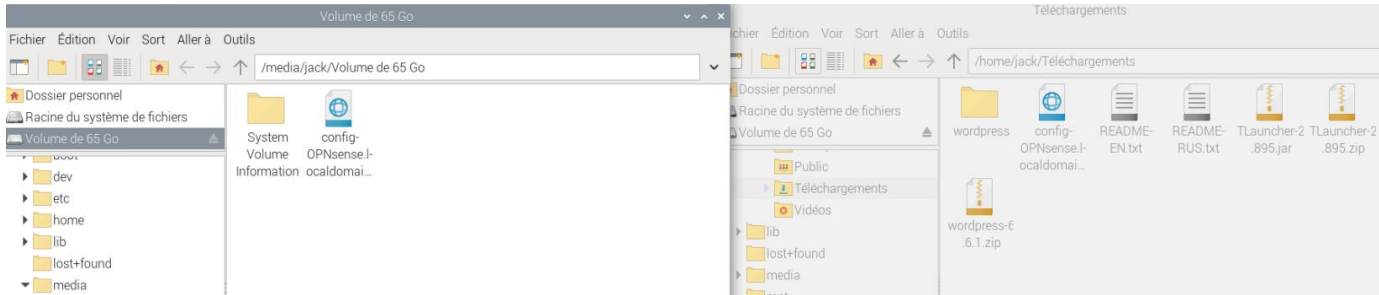 Volume de 65 Go
Fichier Édition Voir Sort Aller à Outils
/media/jack/Volume de 65 Go
Dossier personnel
Racine du système de fichiers
Volume de 65 Go
dev
etc
home
lib
lost+found
media
System
Volume
Information
config-
OPNsense.l-
ocaldomai...
Téléchargements
chier Édition Voir Sort Aller à Outils
/home/jack/Téléchargements
Dossier personnel
Racine du système de fichiers
Volume de 65 Go
Public
Téléchargements
Vidéos
lib
lost+found
media
wordpress
config-
OPNsense.l-
ocaldomai...
README-
EN.txt
README-
RUS.txt
TLauncher-2
.895.jar
TLauncher-2
.895.zip
wordpress-6
.6.1.zip